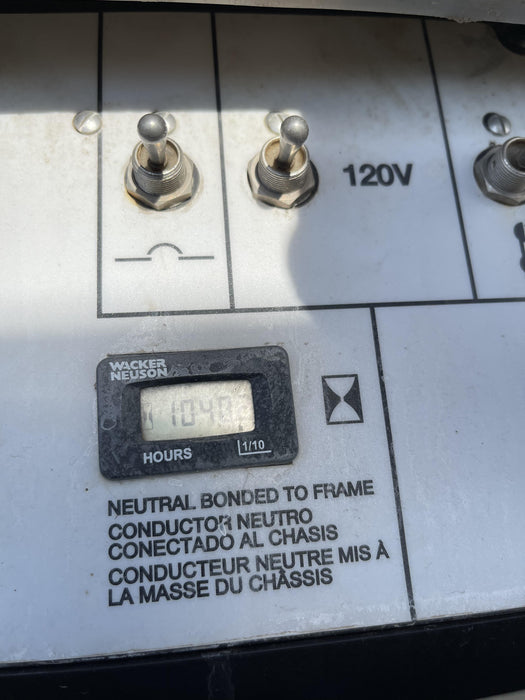 120V
WACKER
NEUSON
HOURS 1/10
NEUTRAL BONDED TO FRAME
CONDUCTOR NEUTRO
CONECTADO AL CHASIS
CONDUCTEUR NEUTRE MIS À
LA MASSE DU CHÂSSIS